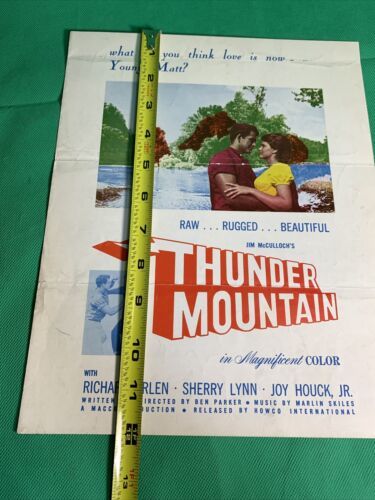 what you think love is now - -
Young Matt?
RAW . . . RUGGED . . . BEAUTIFUL
JIM McCULLOCH'S
THUNDER
MOUNTAIN
in Magnificent COLOR
WITH
RICHA RLEN · SHERRY LYNN · JOY HOUCK, JR.
WRITTEN DIRECTED BY BEN PARKER • MUSIC BY MARLIN SKILES
A MACC DUCTION • RELEASED BY HOWCO INTERNATIONAL
1
2
3
4
5
6
7
8
9
10
11
13